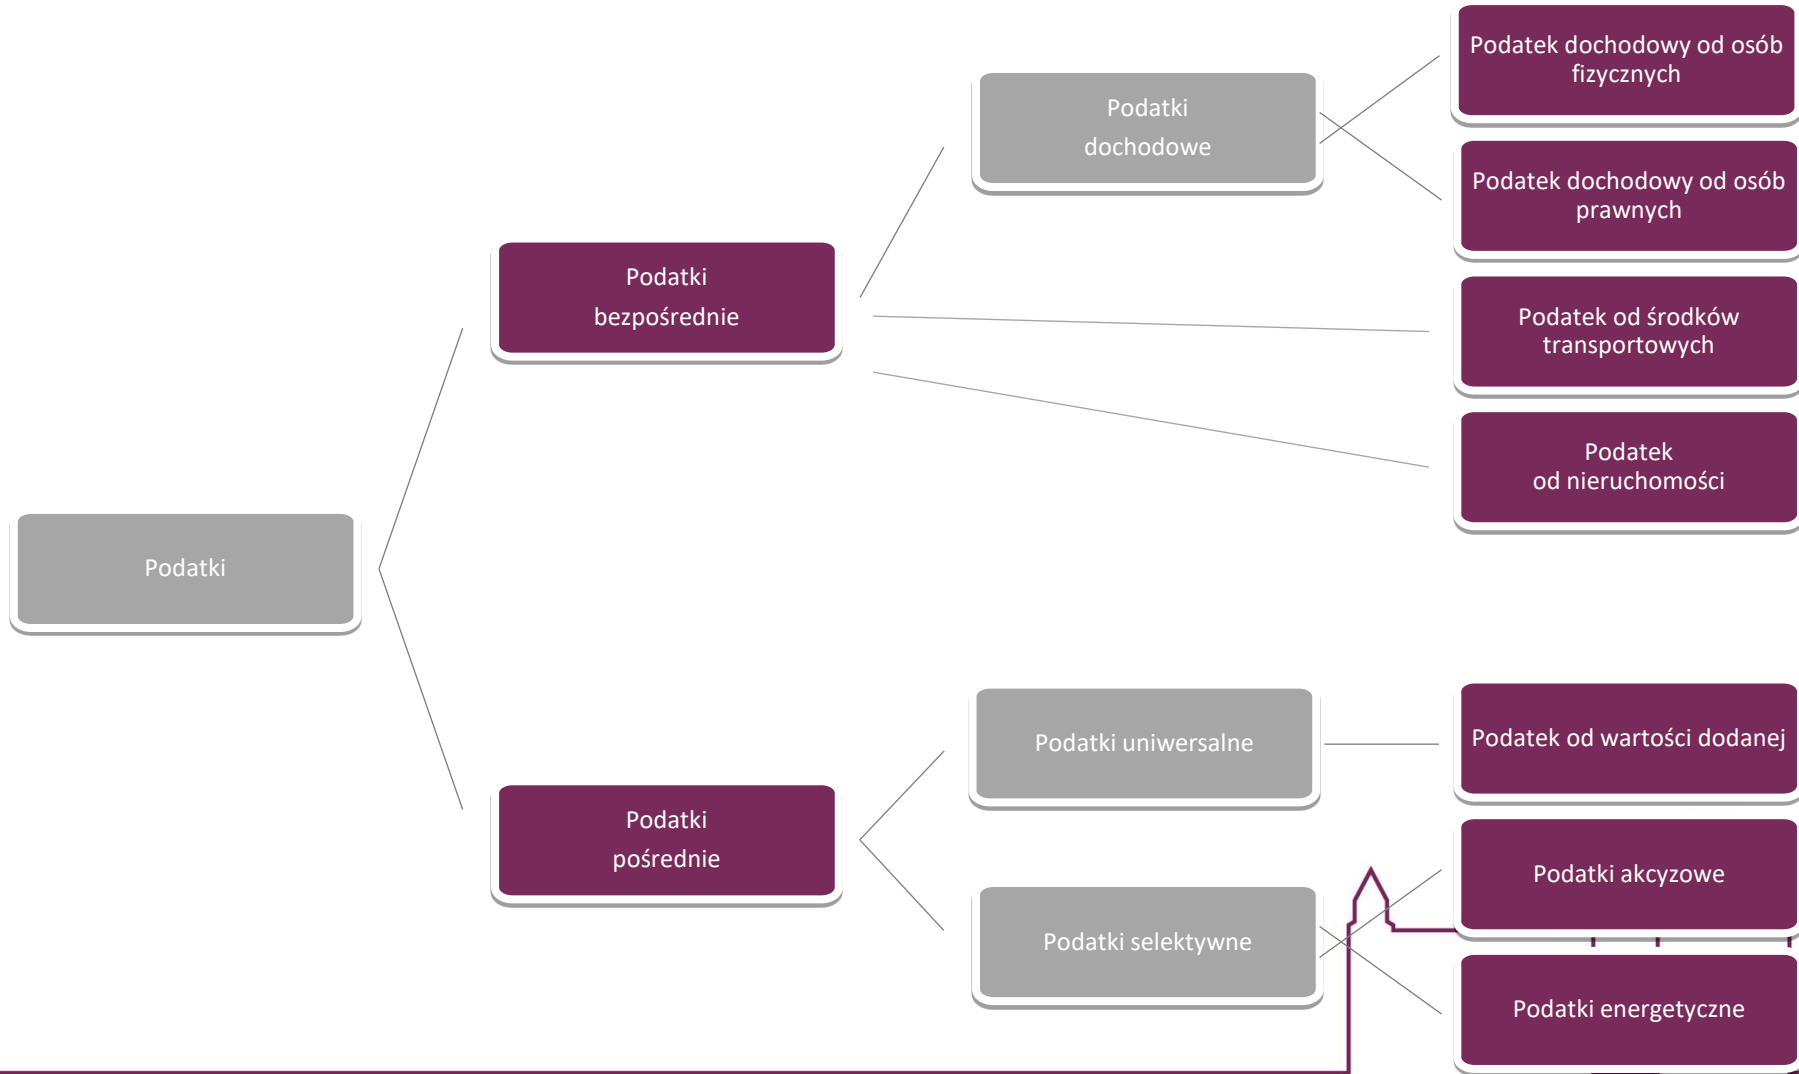 Podatek dochodowy od osób
fizycznych
Podatki
dochodowe
Podatek dochodowy od osób
prawnych
Podatki
bezpośrednie
Podatek od środków
transportowych
Podatek
od nieruchomości
Podatki
Podatki uniwersalne
Podatek od wartości dodanej
Podatki
pośrednie
Podatki akcyzowe
Podatki selektywne
Podatki energetyczne